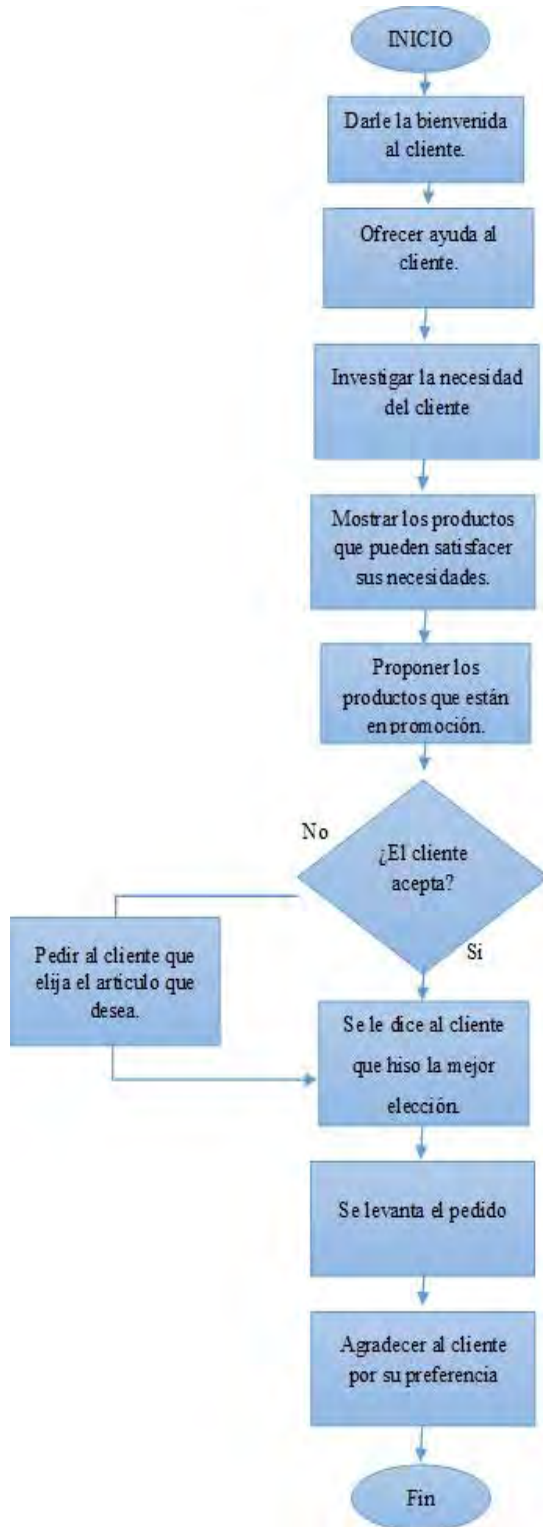 INICIO
Darle la bienvenida
al cliente.
Ofrecer ayuda al
cliente.
Investigar la necesidad
del cliente
Mostrar los productos
que pueden satisfacer
sus necesidades.
Proponer los
productos que están
en promoción.
No
¿El cliente
acepta?
Si
Pedir al cliente que
elija el artículo que
desea.
Se le dice al cliente
que hiso la mejor
elección.
Se levanta el pedido
Agradecer al cliente
por su preferencia
Fin